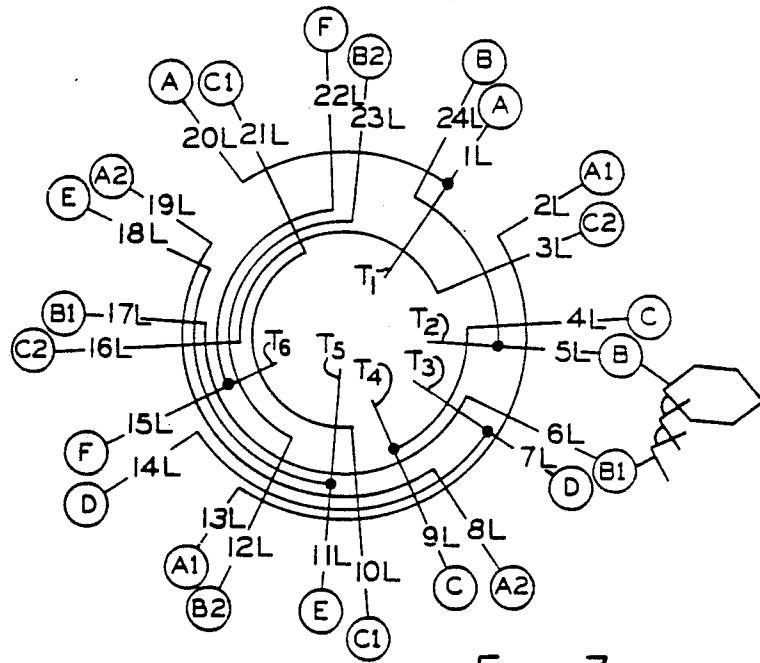 F
B2
B
A
C1
A
22L
23L
24L
1L
20L
21L
A2
A1
E
19L
2L
C2
18L
3L
T1
B1
17L
4L
C
C2
16L
T6
T5
T4
T2
T3
5L
B
15L
6L
F
14L
7L
B1
D
D
13L
12L
11L
10L
9L
8L
A1
B2
E
C1
C
A2